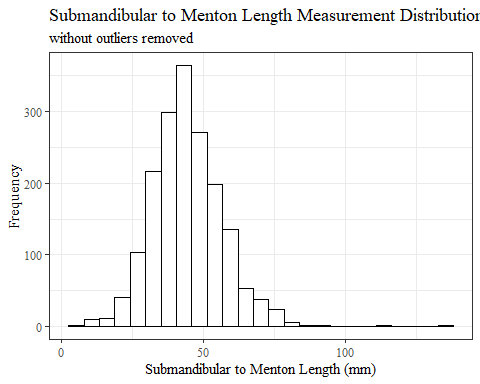 Submandibular to Menton Length Measurement Distribution
without outliers removed
Frequency
300
200
100
0
0 50 100
Submandibular to Menton Length (mm)